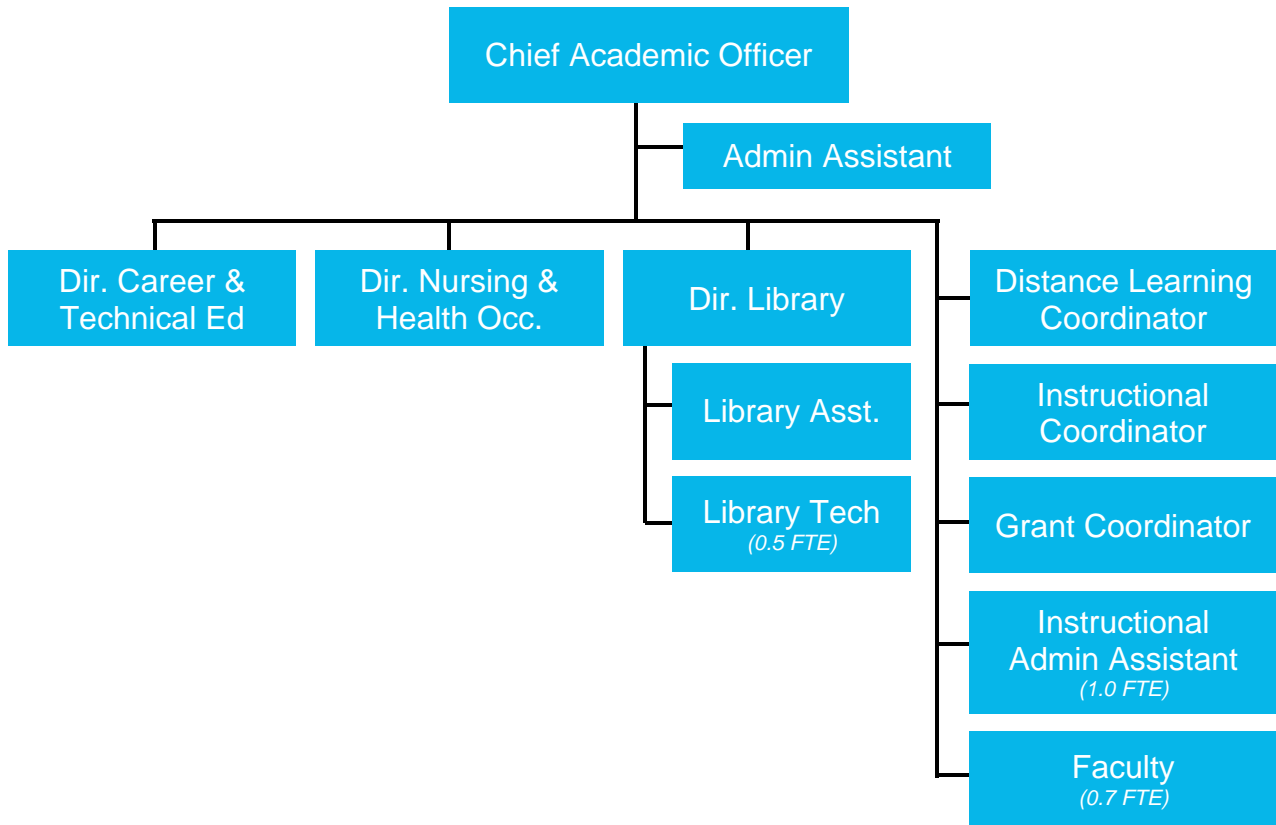 Chief Academic Officer
Admin Assistant
Dir. Career &
Technical Ed
Dir. Nursing &
Health Occ.
Dir. Library
Library Asst.
Library Tech
(0.5 FTE)
Distance Learning
Coordinator
Instructional
Coordinator
Grant Coordinator
Instructional
Admin Assistant
(1.0 FTE)
Faculty
(0.7 FTE)